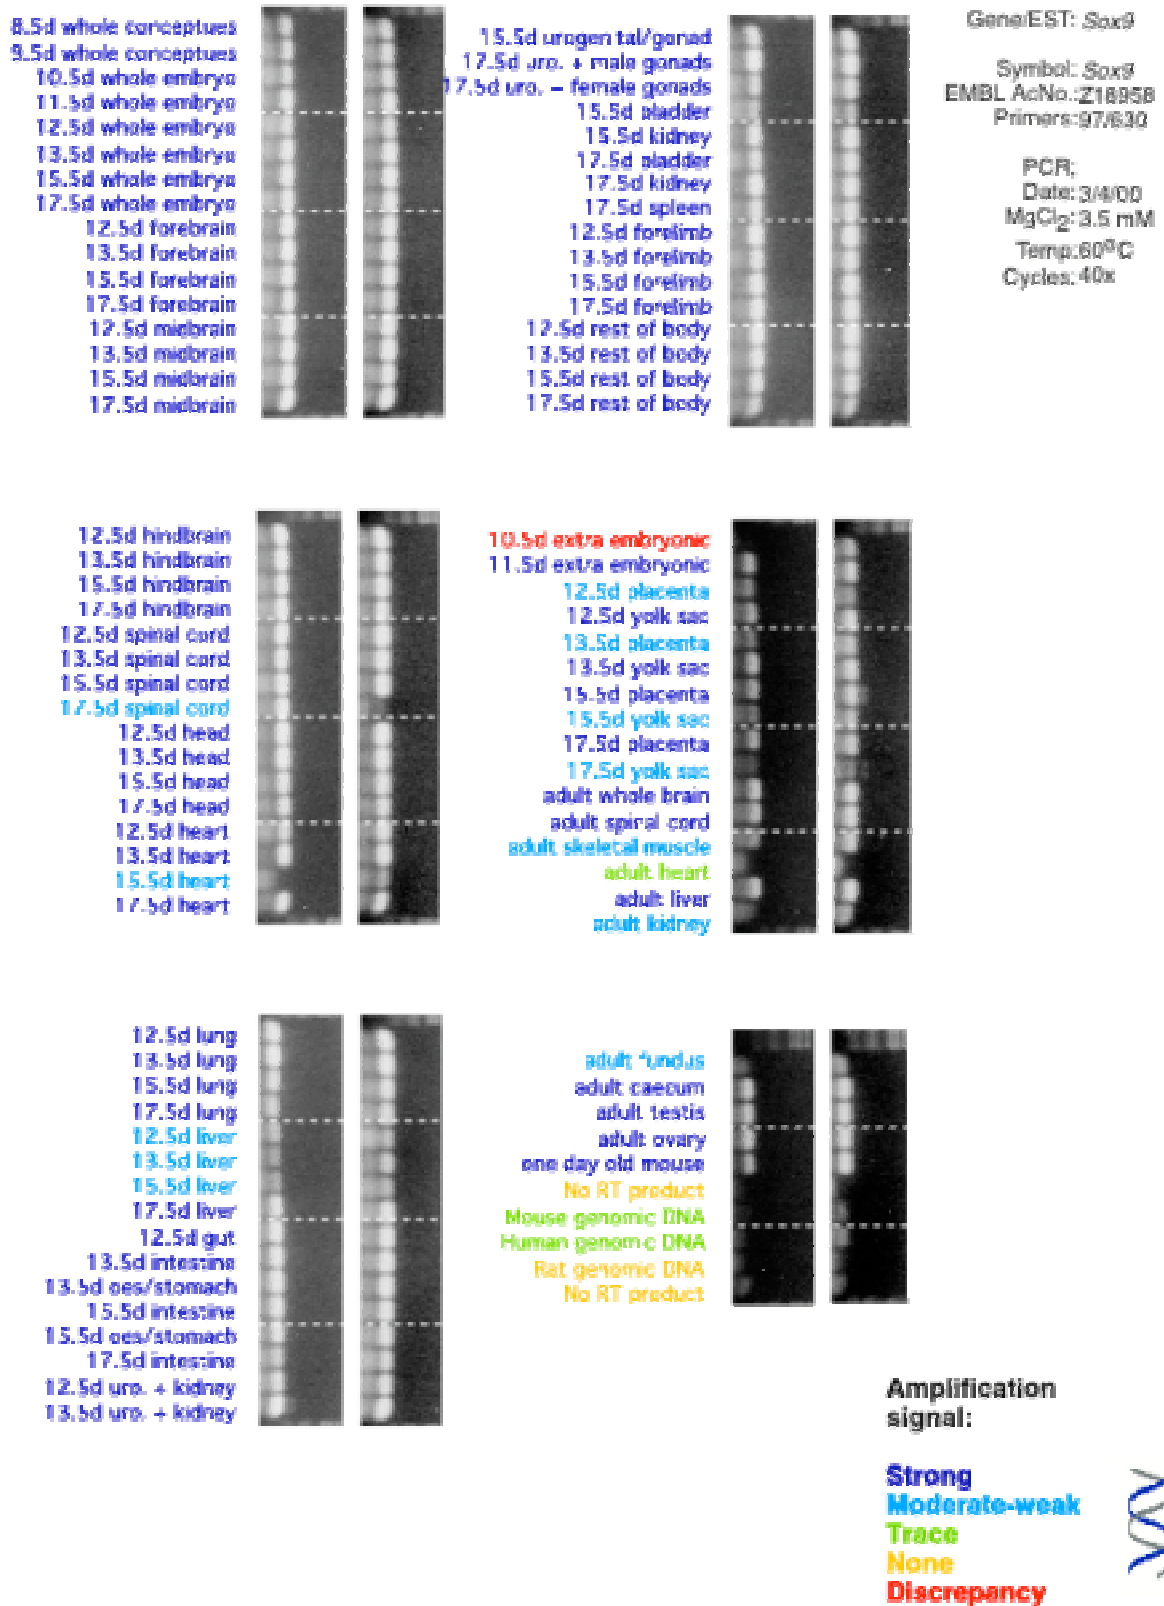 8.5d whole conceptues
9.5d whole conceptues
10.5d whole embryo
11.5d whole embryo
12.5d whole embryo
13.5d whole embryo
15.5d whole embryo
17.5d whole embryo
12.5d forebrain
13.5d forebrain
15.5d forebrain
17.5d forebrain
12.5d midbrain
13.5d midbrain
15.5d midbrain
17.5d midbrain
15.5d urogen tal/gonad
17.5d uro. + male gonads
17.5d uro. – female gonads
15.5d bladder
15.5d kidney
17.5d bladder
17.5d kidney
17.5d spleen
12.5d forelimb
13.5d forelimb
15.5d forelimb
17.5d forelimb
12.5d rest of body
13.5d rest of body
15.5d rest of body
17.5d rest of body
Gene/EST: Sox9
Symbol: Sox9
EMBL AcNo.: Z18958
Primers: 97/630
PCR:
Date: 3/4/00
MgCl2: 3.5 mM
Temp: 60°C
Cycles: 40x
12.5d hindbrain
13.5d hindbrain
15.5d hindbrain
17.5d hindbrain
12.5d spinal cord
13.5d spinal cord
15.5d spinal cord
17.5d spinal cord
12.5d head
13.5d head
15.5d head
17.5d head
12.5d heart
13.5d heart
15.5d heart
17.5d heart
10.5d extra embryonic
11.5d extra embryonic
12.5d placenta
12.5d yolk sac
13.5d placenta
13.5d yolk sac
15.5d placenta
15.5d yolk sac
17.5d placenta
17.5d yolk sac
adult whole brain
adult spinal cord
adult skeletal muscle
adult heart
adult liver
adult kidney
12.5d lung
13.5d lung
15.5d lung
17.5d lung
12.5d liver
13.5d liver
15.5d liver
17.5d liver
12.5d gut
13.5d intestine
13.5d oes/stomach
15.5d intestine
15.5d oes/stomach
17.5d intestine
12.5d uro. + kidney
13.5d uro. + kidney
adult fundus
adult caecum
adult testis
adult ovary
one day old mouse
No RT product
Mouse genomic DNA
Human genomic DNA
Rat genomic DNA
No RT product
Amplification
signal:
Strong
Moderate-weak
Trace
None
Discrepancy